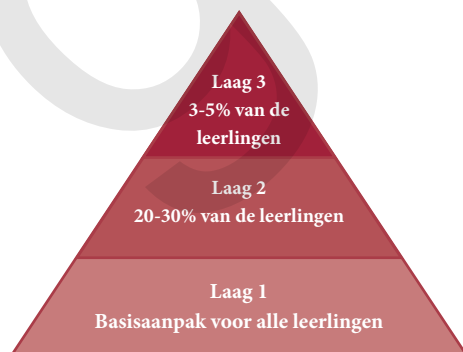 Laag 3
3-5% van de
leerlingen
Laag 2
20-30% van de leerlingen
Laag 1
Basisaanpak voor alle leerlingen